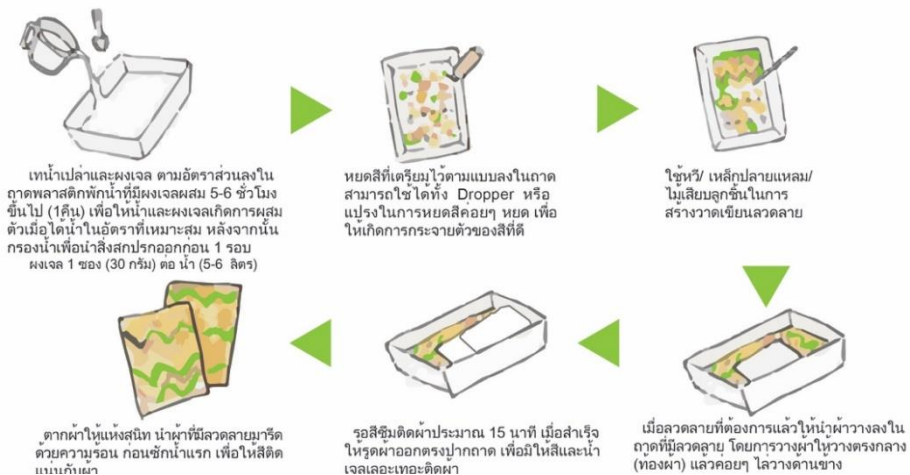 เทน้ำเปล่าและผงเจล ตามอัตราส่วนลงใน
ถาดพลาสติกพักน้ำที่มีผงเจลผสม 5-6 ชั่วโมง
ขึ้นไป (1คืน) เพื่อให้น้ำและผงเจลเกิดการผสม
ตัวเมื่อได้น้ำในอัตราที่เหมาะสม หลังจากนั้น
กรองน้ำเพื่อนำสิ่งสกปรกออกก่อน 1 รอบ
ผงเจล 1 ซอง (30 กรัม) ต่อ น้ำ (5-6 ลิตร)
หยดสีที่เตรียมไว้ตามแบบลงในถาด
สามารถใช้ได้ทั้ง Dropper หรือ
แปรงในการหยดสีค่อยๆ หยด เพื่อ
ให้เกิดการกระจายตัวของสีที่ดี
ใช้หวี/ เหล็กปลายแหลม/
ไม้เสียบลูกชิ้นในการ
สร้างวาดเขียนลวดลาย
เมื่อลวดลายที่ต้องการแล้วให้นำผ้าวางลงใน
ถาดที่มีลวดลาย โดยการวางผ้าให้วางตรงกลาง
(ท้องผ้า) แล้วค่อยๆ ไล่วางด้านข้าง
รอสีซึมติดผ้าประมาณ 15 นาที เมื่อสำเร็จ
ให้รูดผ้าออกตรงปากถาด เพื่อมิให้สีและน้ำ
เจลเลอะเทอะติดผ้า
ตากผ้าให้แห้งสนิท นำผ้าที่มีลวดลายมารีด
ด้วยความร้อน ก่อนซักน้ำแรก เพื่อให้สีติด
แน่นกับผ้า